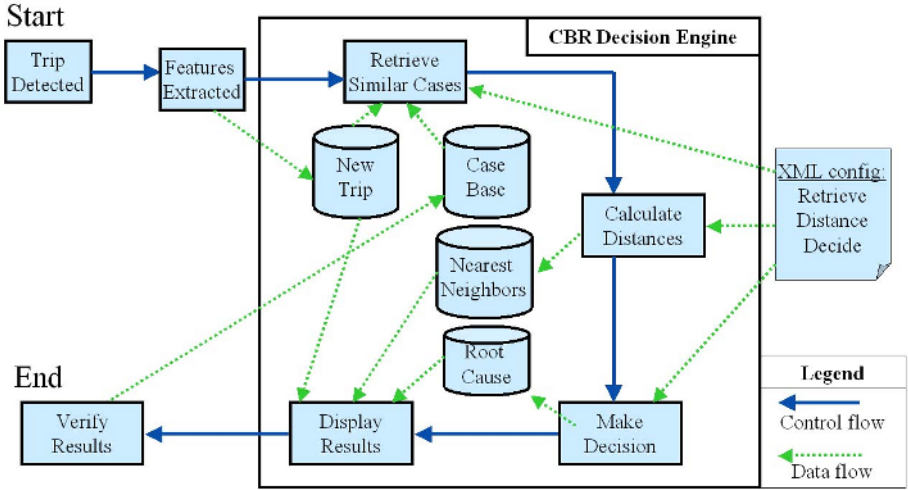 Start
CBR Decision Engine
Trip
Detected
Features
Extracted
Retrieve
Similar Cases
New
Trip
Case
Base
XML config:
Retrieve
Distance
Decide
Calculate
Distances
Nearest
Neighbors
Root
Cause
End
Verify
Results
Display
Results
Make
Decision
Legend
Control flow
Data flow